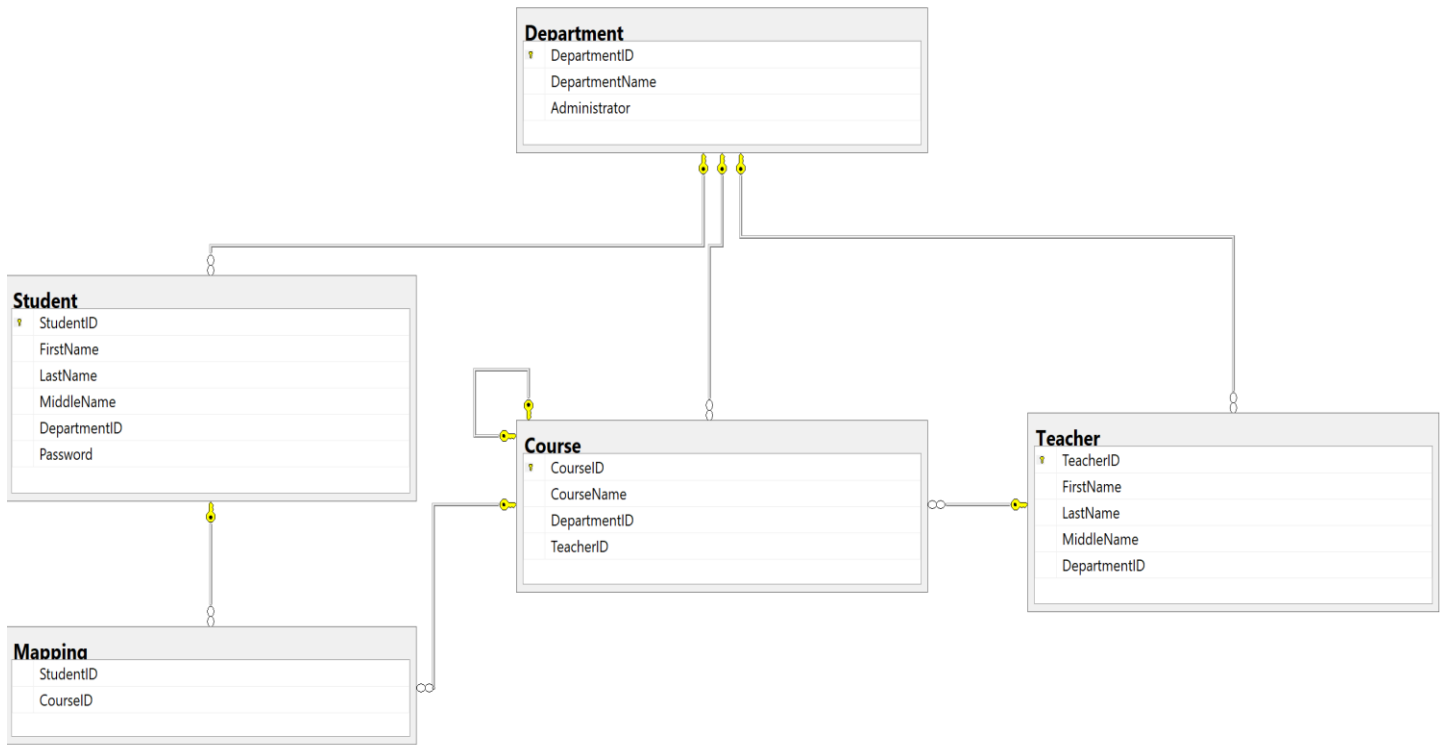 Department
DepartmentID
DepartmentName
Administrator
Student
StudentID
FirstName
LastName
MiddleName
DepartmentID
Password
Course
CourseID
CourseName
DepartmentID
TeacherID
Teacher
TeacherID
FirstName
LastName
MiddleName
DepartmentID
Mapping
StudentID
CourseID